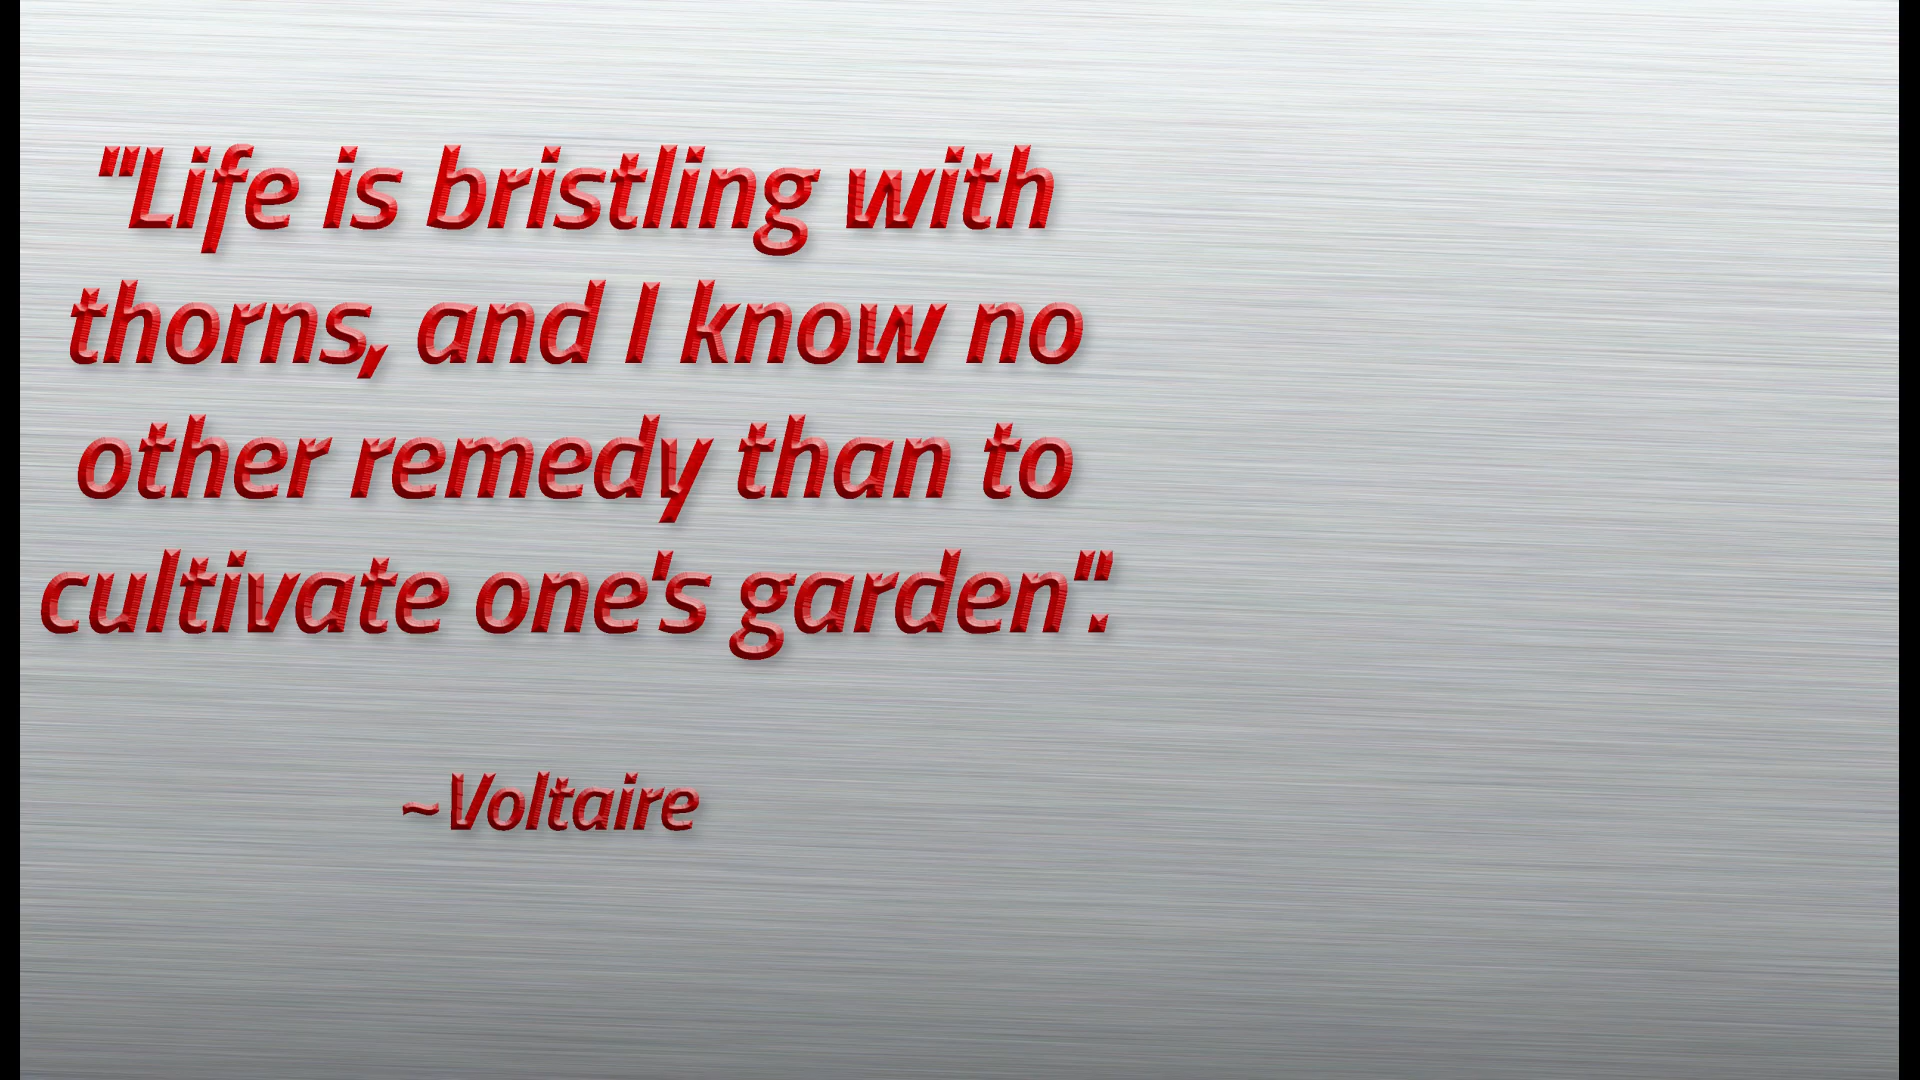 "Life is bristling with
thorns, and I know no
other remedy than to
cultivate one's garden".
~Voltaire